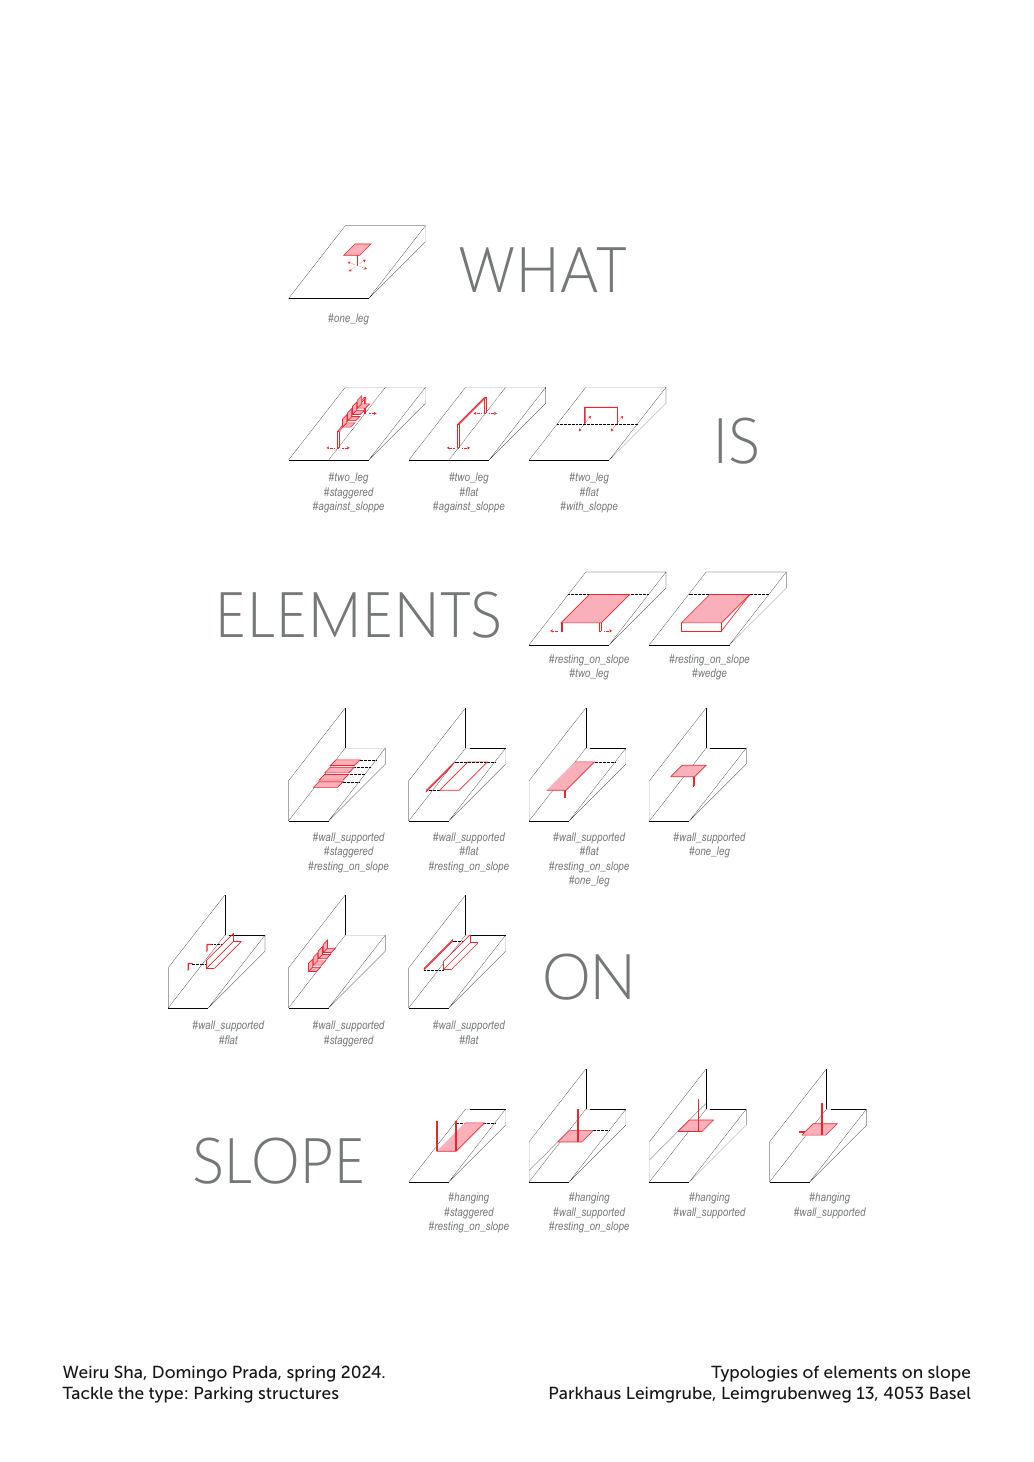 WHAT
#one_leg
IS
#two_leg
#staggered
#against_sloppe
#two_leg
#flat
#against_sloppe
#two_leg
#flat
#with_sloppe
ELEMENTS
#resting_on_slope
#two_leg
#resting_on_slope
#wedge
#wall_supported
#staggered
#resting_on_slope
#wall_supported
#flat
#resting_on_slope
#wall_supported
#flat
#resting_on_slope
#one_leg
#wall_supported
#one_leg
ON
#wall_supported
#flat
#wall_supported
#staggered
#wall_supported
#flat
SLOPE
#hanging
#staggered
#resting_on_slope
#hanging
#wall_supported
#resting_on_slope
#hanging
#wall_supported
#hanging
#wall_supported
Weiru Sha, Domingo Prada, spring 2024.
Tackle the type: Parking structures
Typologies of elements on slope
Parkhaus Leimgrube, Leimgrubenweg 13, 4053 Basel